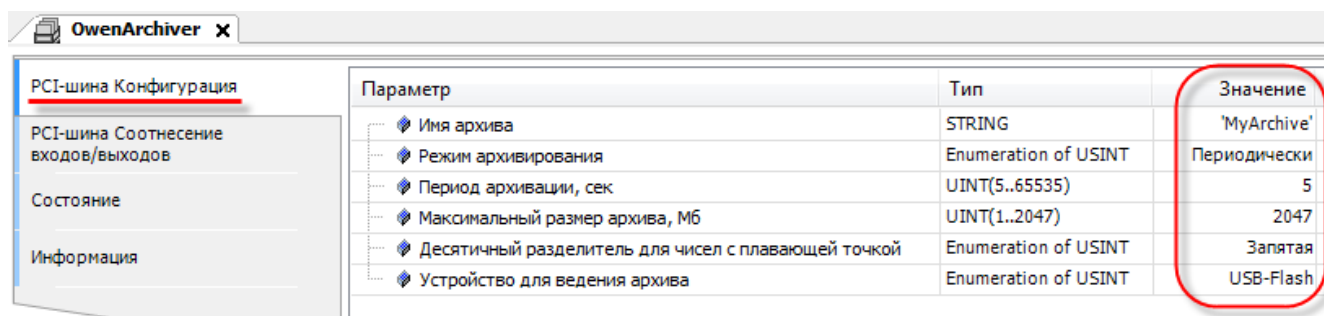 OwenArchiver x
PCI-шина Конфигурация
PCI-шина Соотнесение
входов/выходов
Состояние
Информация
Параметр Тип Значение
Имя архива STRING 'MyArchive'
Режим архивирования Enumeration of USINT Периодически
Период архивации, сек UINT(5..65535) 5
Максимальный размер архива, Мб UINT(1..2047) 2047
Десятичный разделитель для чисел с плавающей точкой Enumeration of USINT Запятая
Устройство для ведения архива Enumeration of USINT USB-Flash